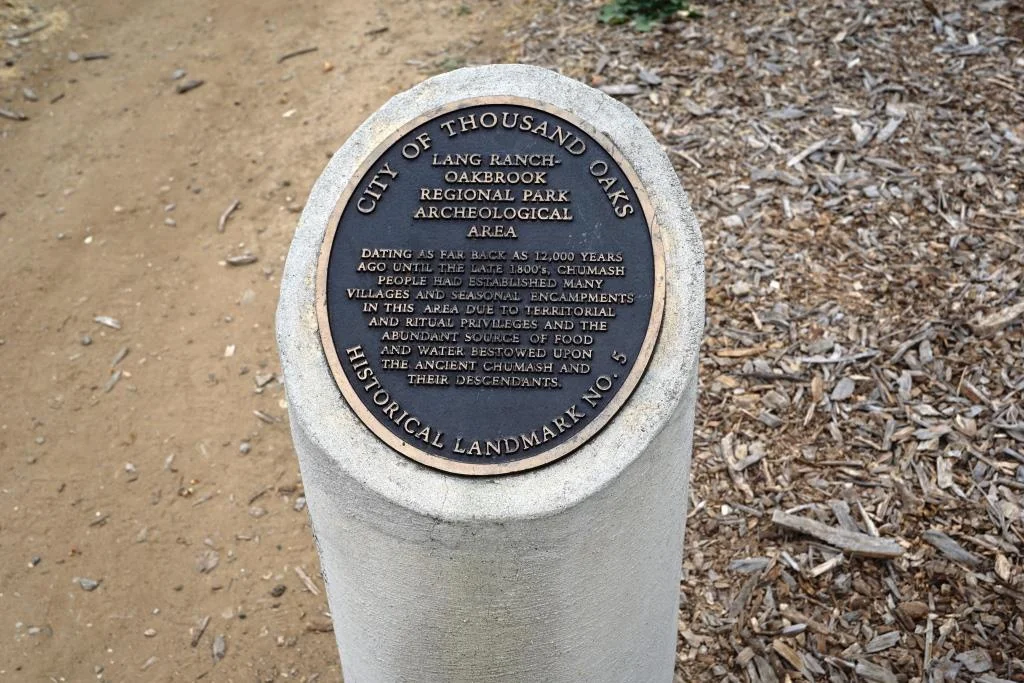 CITY OF THOUSAND OAKS
LANG RANCH-
OAKBROOK
REGIONAL PARK
ARCHEOLOGICAL
AREA
DATING AS FAR BACK AS 12,000 YEARS
AGO UNTIL THE LATE 1800's, CHUMASH
PEOPLE HAD ESTABLISHED MANY
VILLAGES AND SEASONAL ENCAMPMENTS
IN THIS AREA DUE TO TERRITORIAL
AND RITUAL PRIVILEGES AND THE
ABUNDANT SOURCE OF FOOD
AND WATER BESTOWED UPON
THE ANCIENT CHUMASH AND
THEIR DESCENDANTS.
HISTORICAL LANDMARK NO. 5